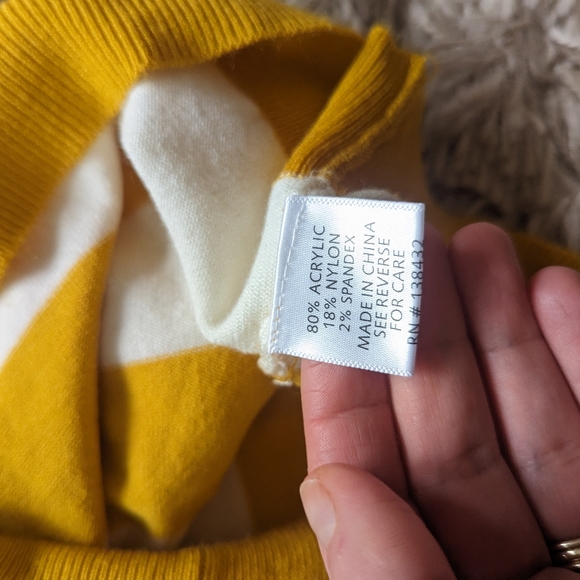 80% ACRYLIC
18% NYLON
2% SPANDEX
MADE IN CHINA
SEE REVERSE
FOR CARE
RN# 138432